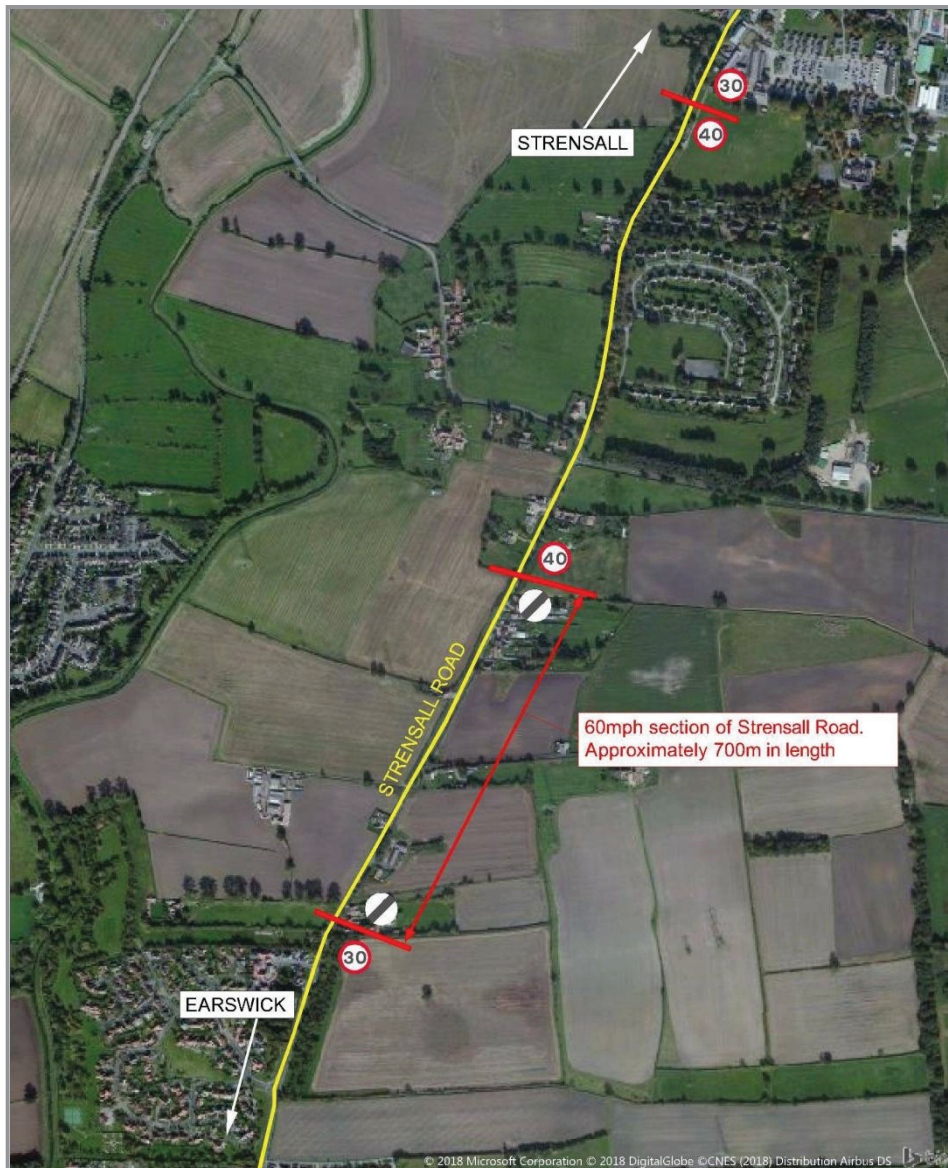 30
40
STRENSALL
40
STRENSALL ROAD
60mph section of Strensall Road.
Approximately 700m in length
30
EARSWICK
© 2018 Microsoft Corporation © 2018 DigitalGlobe ©CNES (2018) Distribution Airbus DS